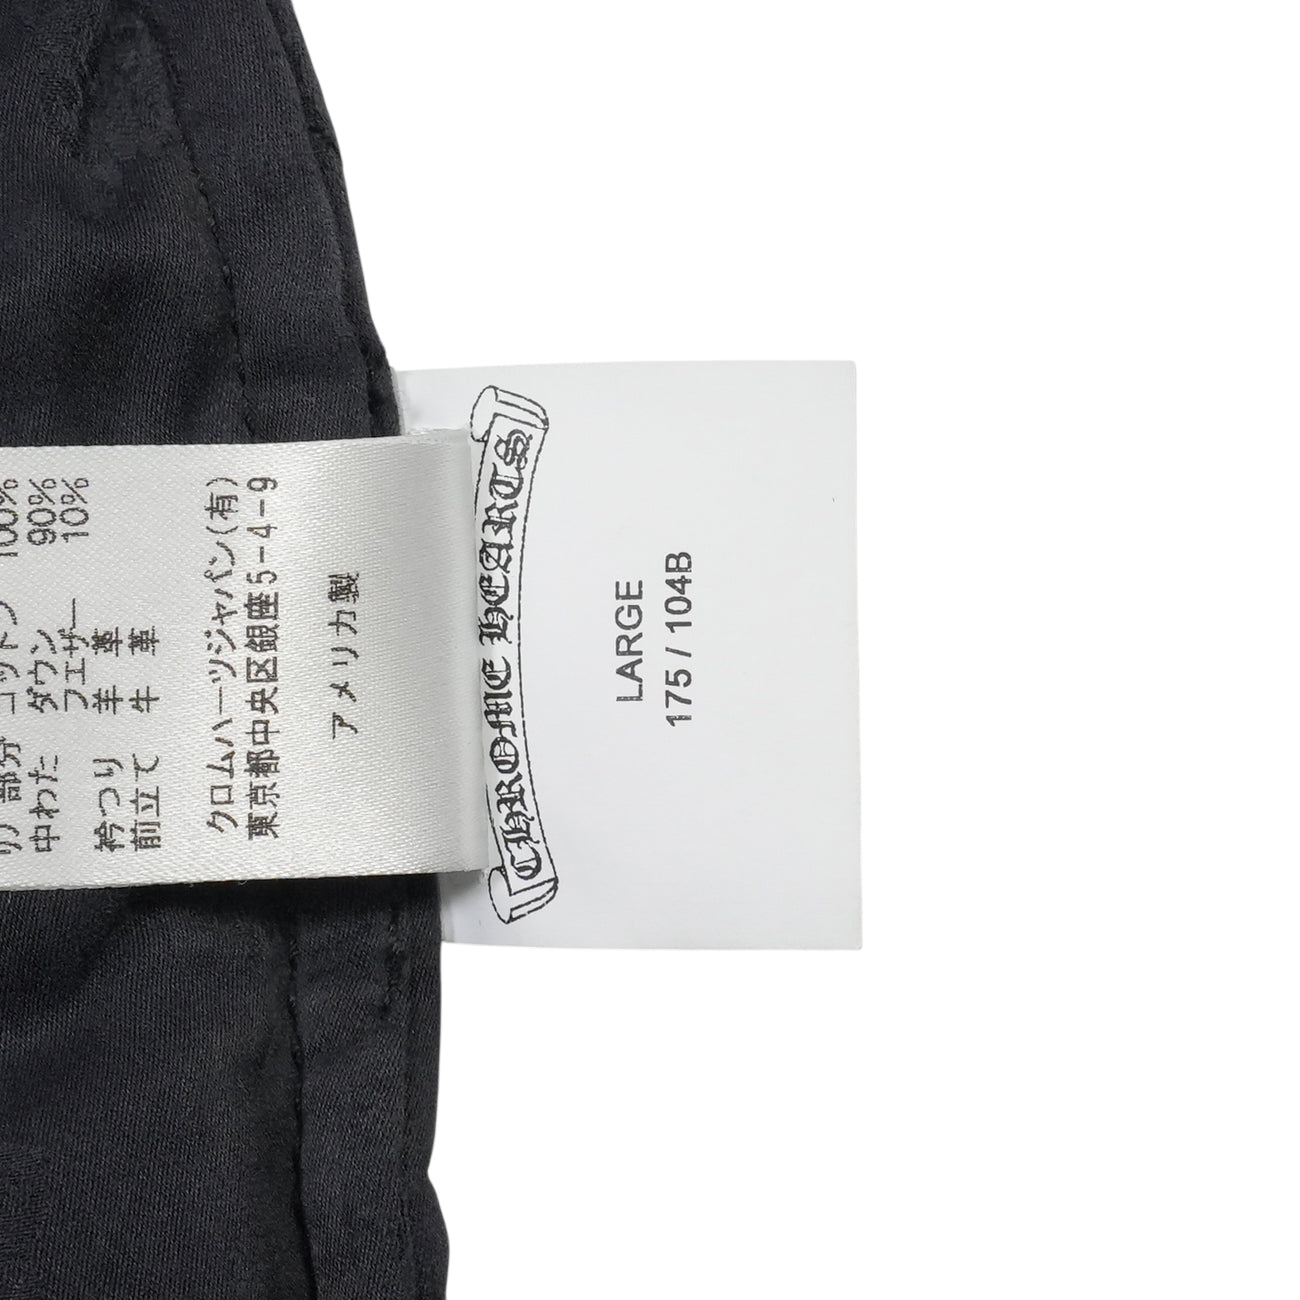 部分 コットン 100%
中わた ダウン 90%
フェザー 10%
衿つり 羊革
前立て 牛革
クロムハーツジャパン(有)
東京都中央区銀座5-4-9
アメリカ製
CHROME HEARTS
LARGE
175 / 104B